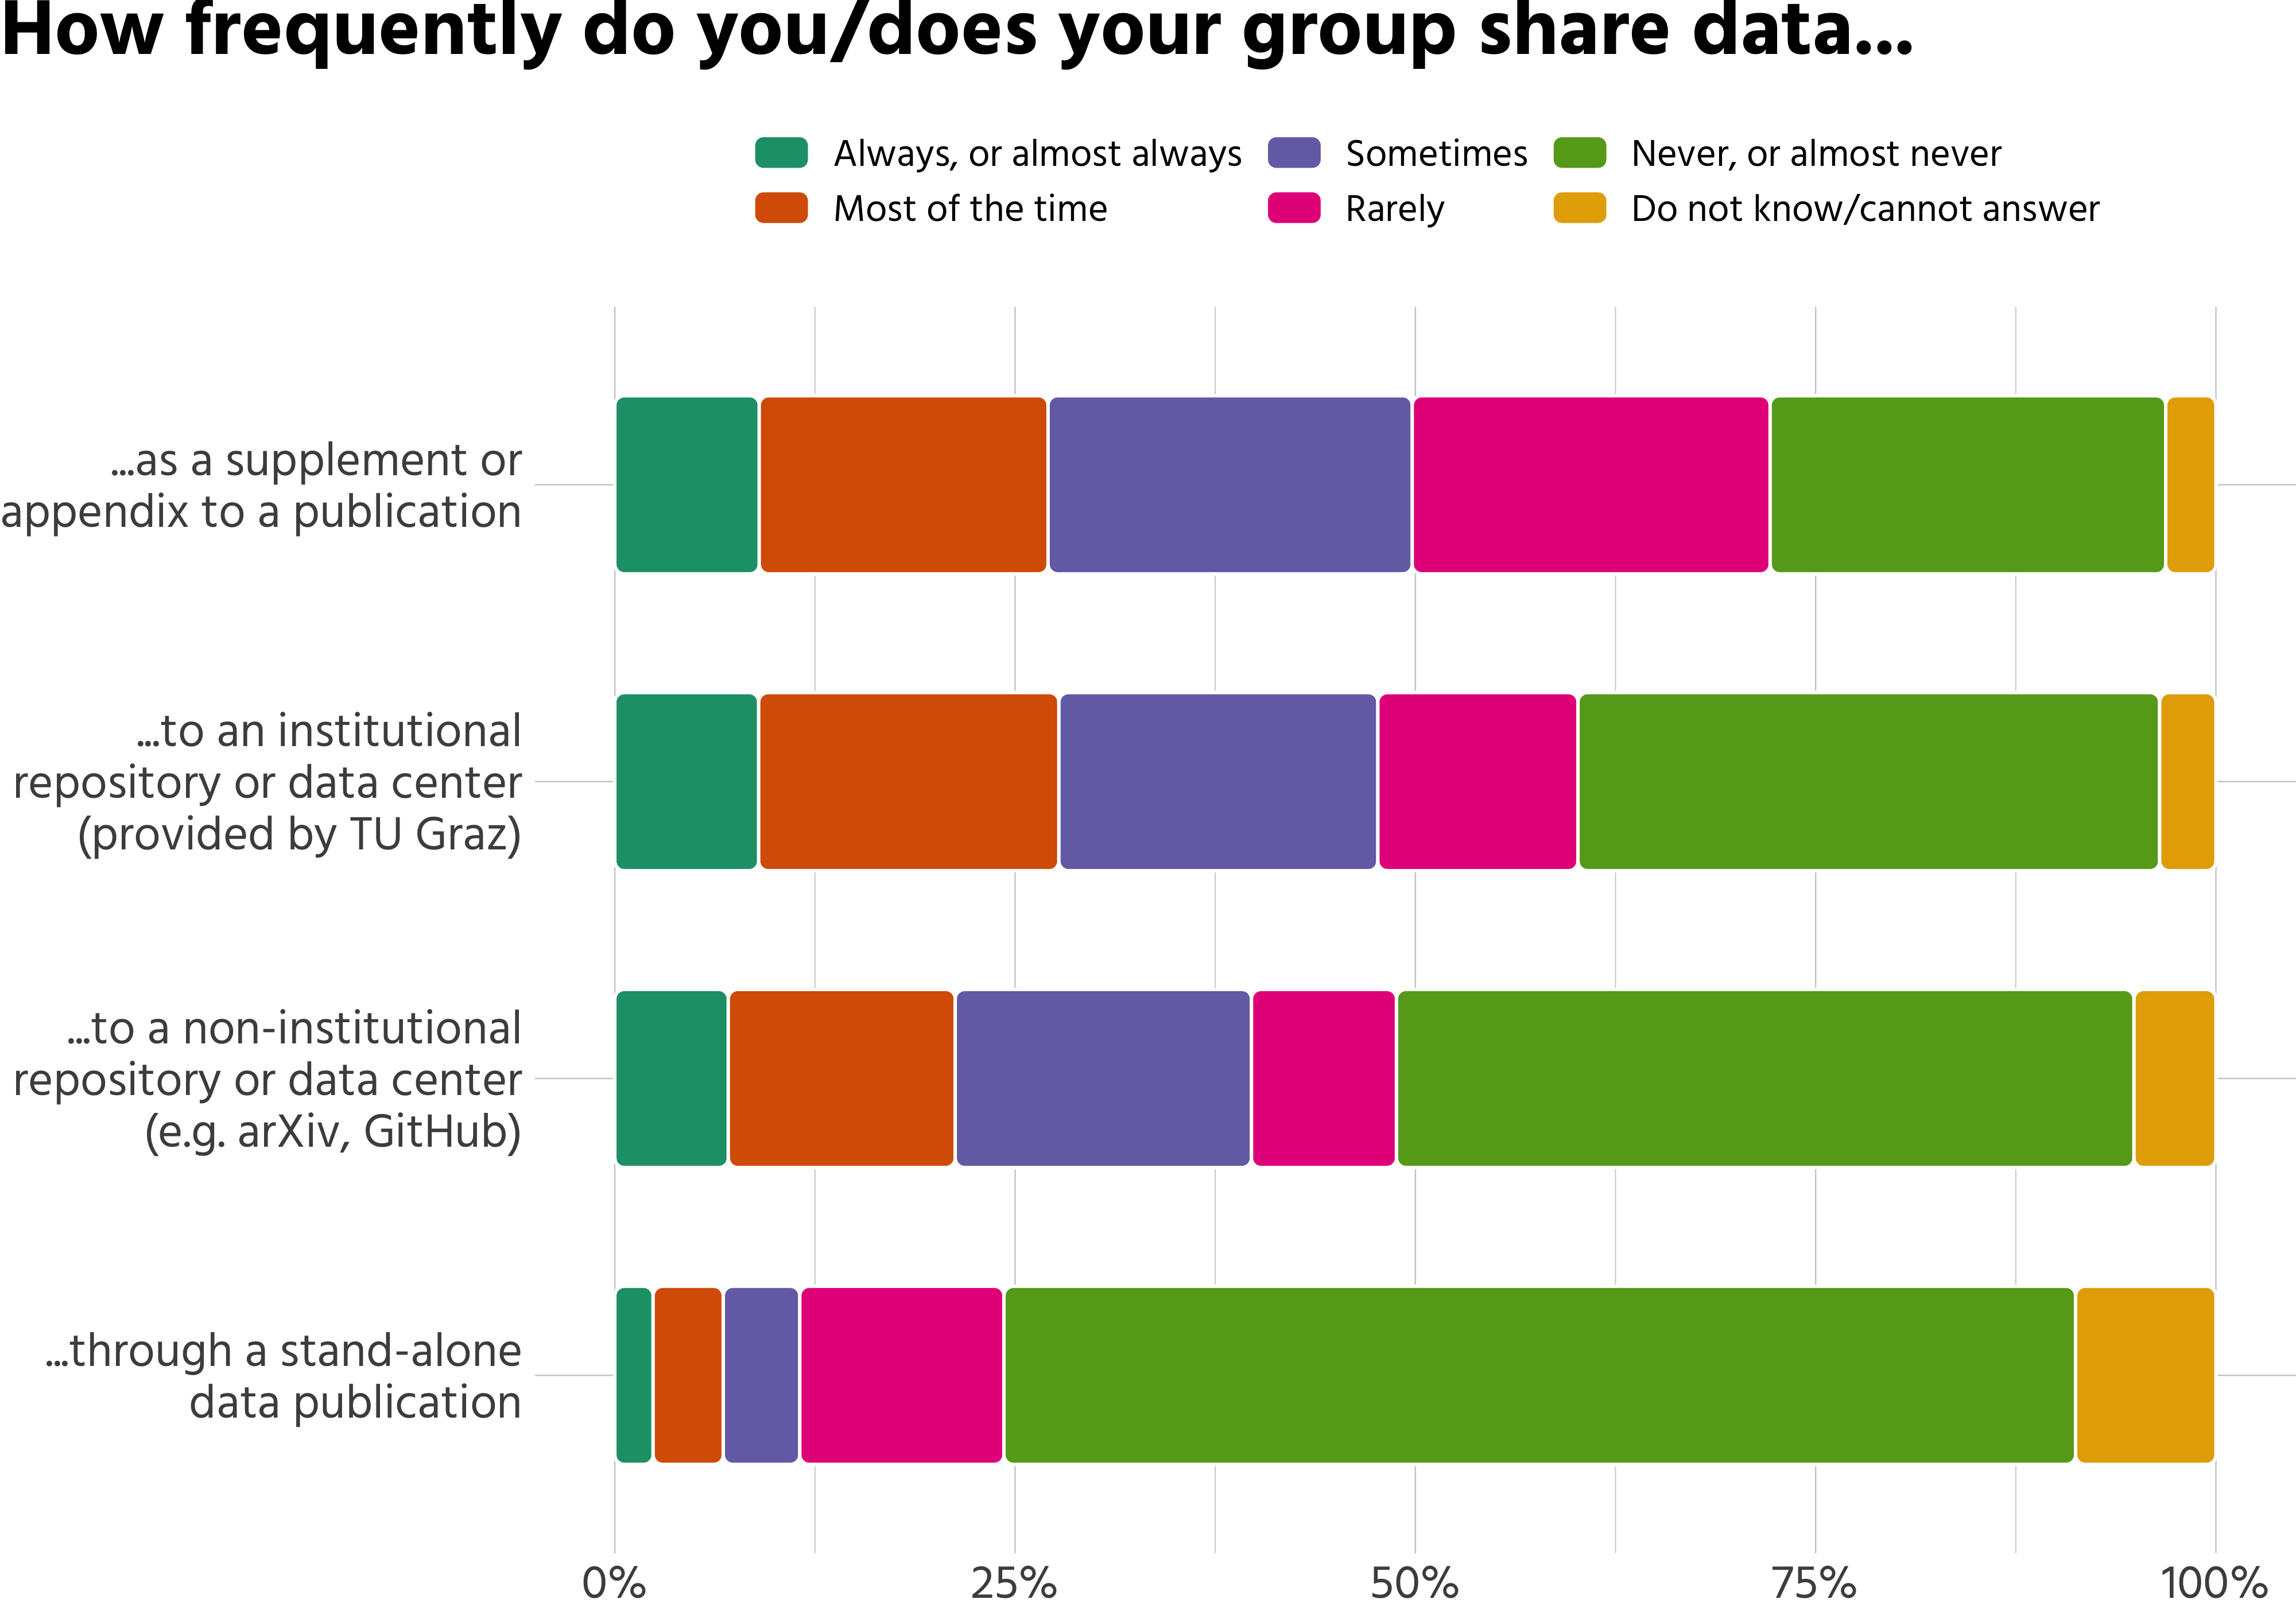 How frequently do you/does your group share data...
Always, or almost always
Sometimes
Never, or almost never
Most of the time
Rarely
Do not know/cannot answer
...as a supplement or
appendix to a publication
...to an institutional
repository or data center
(provided by TU Graz)
...to a non-institutional
repository or data center
(e.g. arXiv, GitHub)
...through a stand-alone
data publication
0%
25%
50%
75%
100%